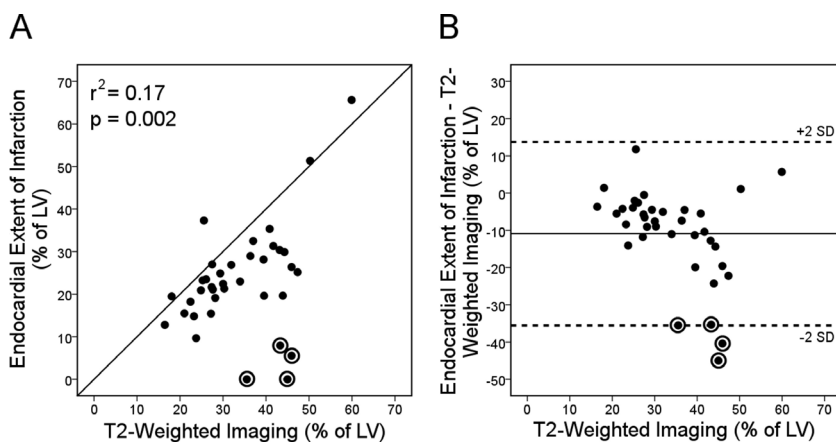 A
Endocardial Extent of Infarction
(% of LV)
r² = 0.17
p = 0.002
70
60
50
40
30
20
10
0
0 10 20 30 40 50 60 70
T2-Weighted Imaging (% of LV)
B
Endocardial Extent of Infarction - T2-
Weighted Imaging (% of LV)
30
20
10
0
-10
-20
-30
-40
-50
+2 SD
-2 SD
0 10 20 30 40 50 60 70
T2-Weighted Imaging (% of LV)